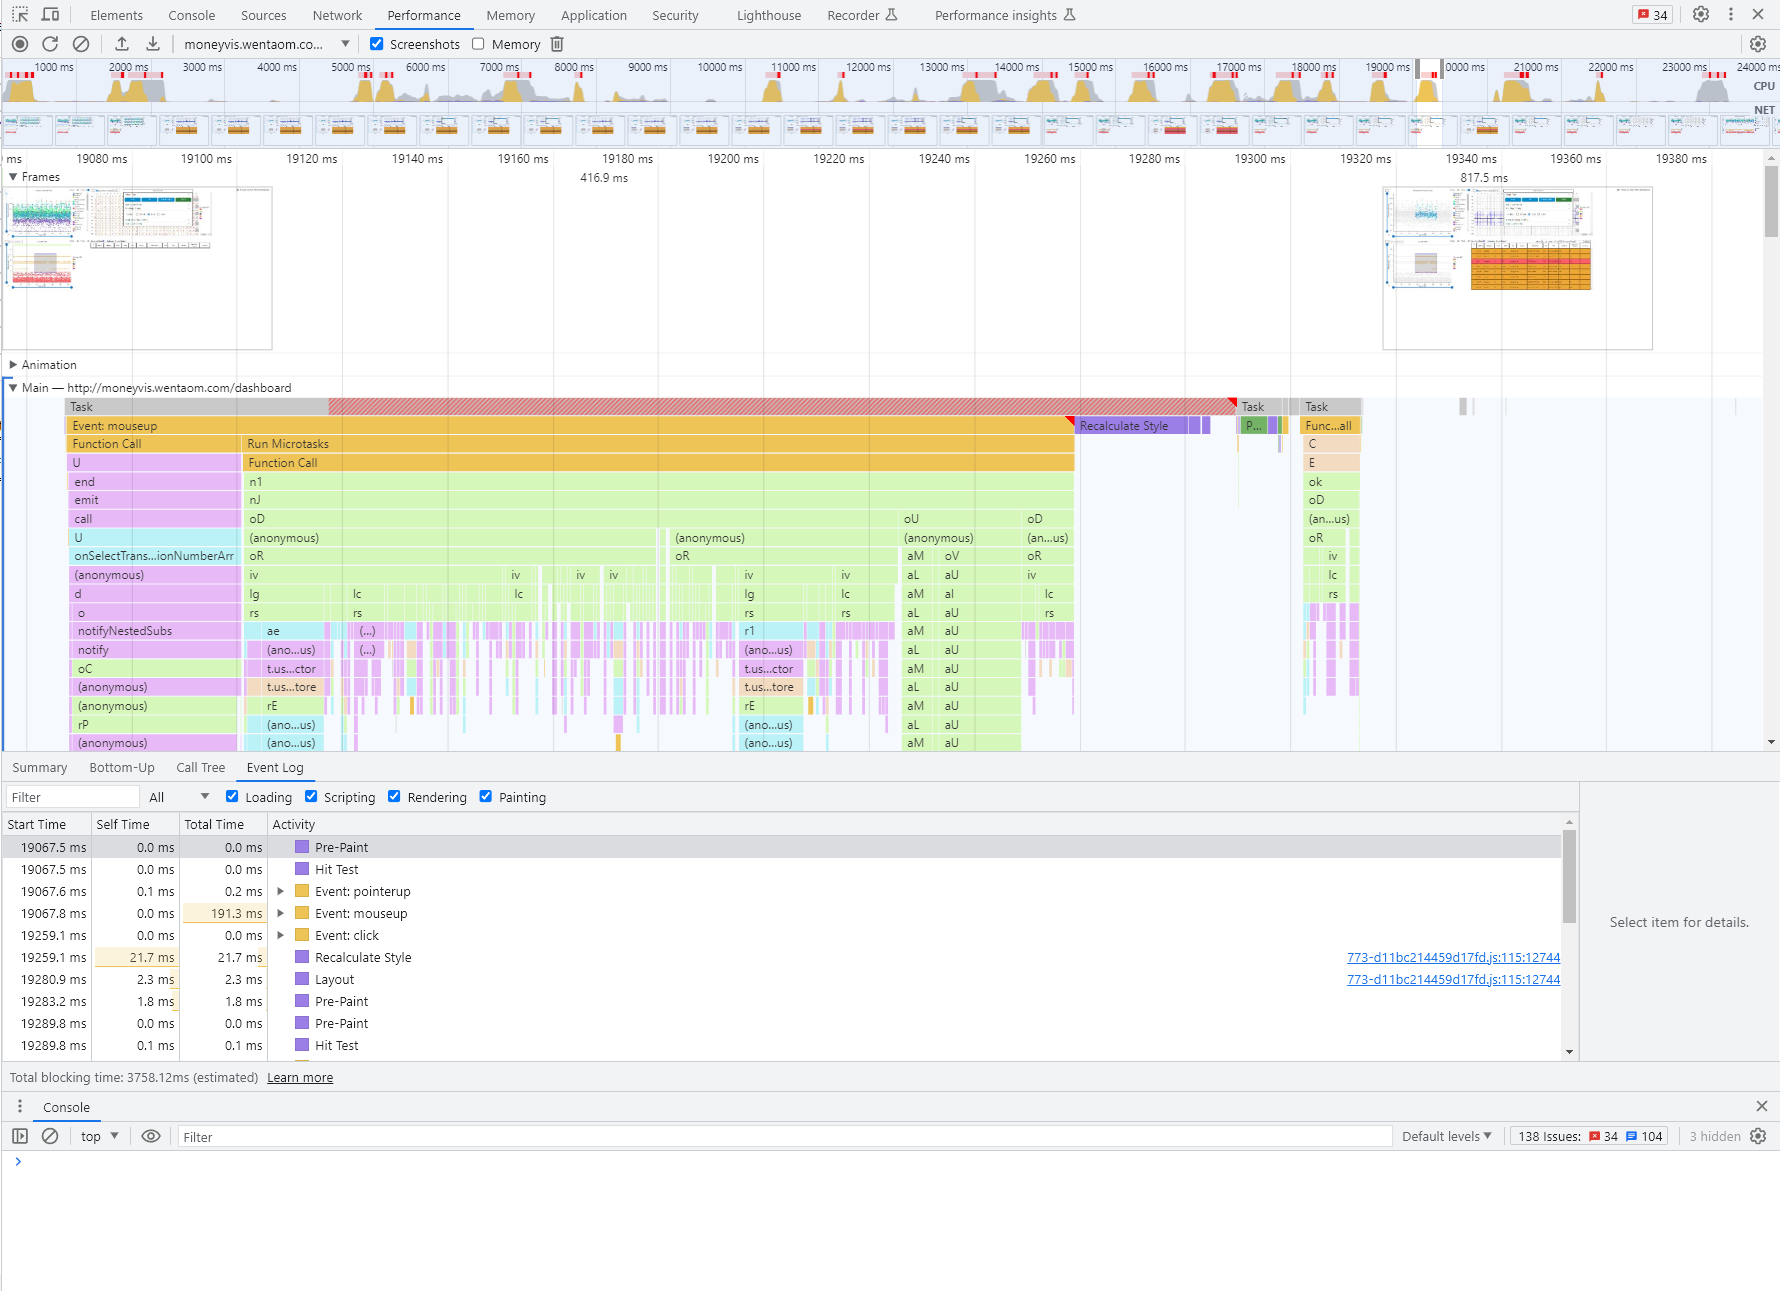 Elements Console Sources Network Performance Memory Application Security Lighthouse Recorder Performance insights 34
moneyvis.wentaom.co... Screenshots Memory
1000 ms 2000 ms 3000 ms 4000 ms 5000 ms 6000 ms 7000 ms 8000 ms 9000 ms 10000 ms 11000 ms 12000 ms 13000 ms 14000 ms 15000 ms 16000 ms 17000 ms 18000 ms 19000 ms 0000 ms 21000 ms 22000 ms 23000 ms 24000 ms
CPU
NET
ms 19080 ms 19100 ms 19120 ms 19140 ms 19160 ms 19180 ms 19200 ms 19220 ms 19240 ms 19260 ms 19280 ms 19300 ms 19320 ms 19340 ms 19360 ms 19380 ms
Frames 416.9 ms 817.5 ms
Animation
Main — http://moneyvis.wentaom.com/dashboard
Task Task Task
Event: mouseup Recalculate Style P... Func...all
Function Call Run Microtasks C
U Function Call E
end n1 ok
emit nJ oD
call oD oU oD (an...us)
U (anonymous) (anonymous) (anonymous) (an...us) oR
onSelectTrans...ionNumberArr oR oR aM oV oR iv
(anonymous) iv iv iv iv iv iv aL aU iv lc
d lg lc lc lg lc aM al lc rs
o rs rs rs rs aL aU rs
notifyNestedSubs ae (...) r1 aM aU
notify (ano...us) (...) (ano...us) aL aU
oC t.us...ctor t.us...ctor aM aU
(anonymous) t.us...tore t.us...tore aL aU
(anonymous) rE rE aM aU
rP (ano...us) (ano...us) aL aU
(anonymous) (ano...us) (ano...us) aM aU
Summary Bottom-Up Call Tree Event Log
Filter All Loading Scripting Rendering Painting
Start Time Self Time Total Time Activity
19067.5 ms 0.0 ms 0.0 ms Pre-Paint
19067.5 ms 0.0 ms 0.0 ms Hit Test
19067.6 ms 0.1 ms 0.2 ms Event: pointerup
19067.8 ms 0.0 ms 191.3 ms Event: mouseup
Select item for details.
19259.1 ms 0.0 ms 0.0 ms Event: click
19259.1 ms 21.7 ms 21.7 ms Recalculate Style 773-d11bc214459d17fd.js:115:12744
19280.9 ms 2.3 ms 2.3 ms Layout 773-d11bc214459d17fd.js:115:12744
19283.2 ms 1.8 ms 1.8 ms Pre-Paint
19289.8 ms 0.0 ms 0.0 ms Pre-Paint
19289.8 ms 0.1 ms 0.1 ms Hit Test
Total blocking time: 3758.12ms (estimated) Learn more
Console
top Filter Default levels 138 Issues: 34 104 3 hidden